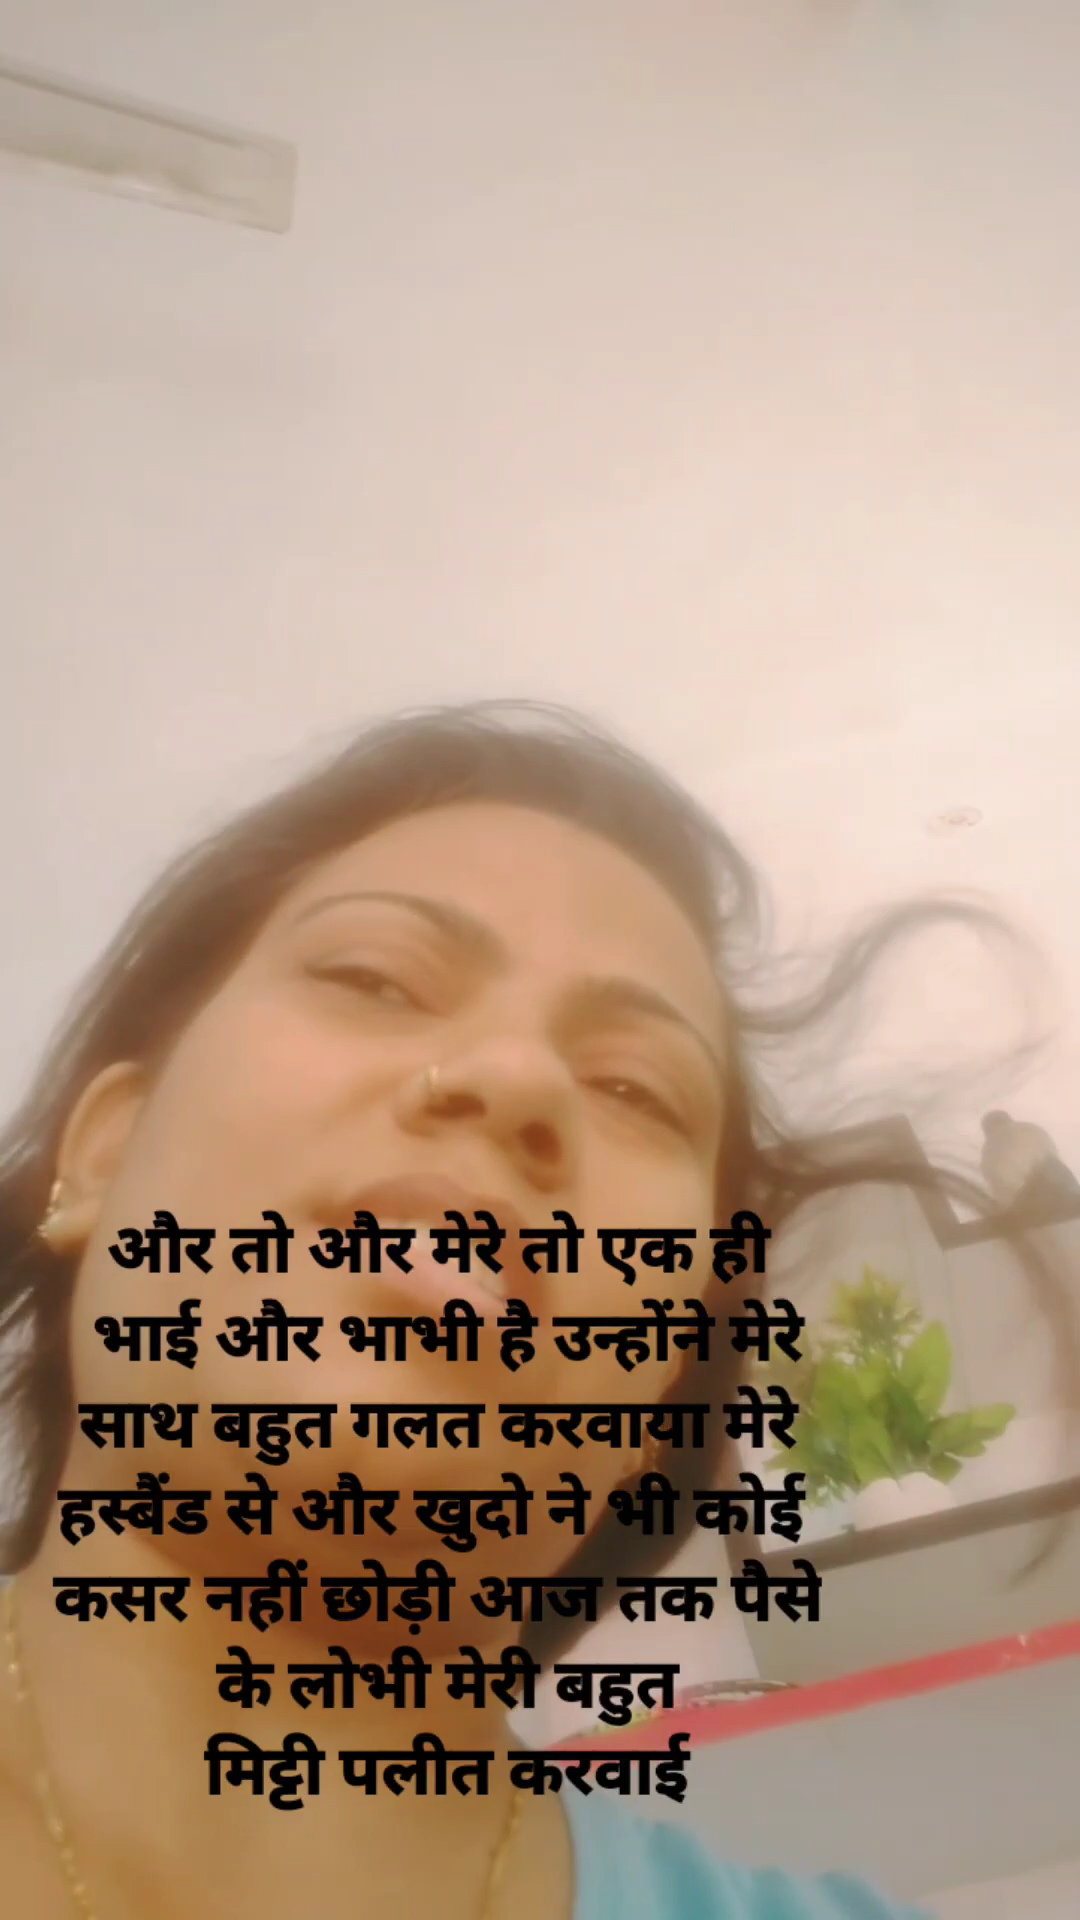 और तो और मेरे तो एक ही
भाई और भाभी है उन्होंने मेरे
साथ बहुत गलत करवाया मेरे
हस्बैंड से और खुदो ने भी कोई
कसर नहीं छोड़ी आज तक पैसे
के लोभी मेरी बहुत
मिट्टी पलीत करवाई